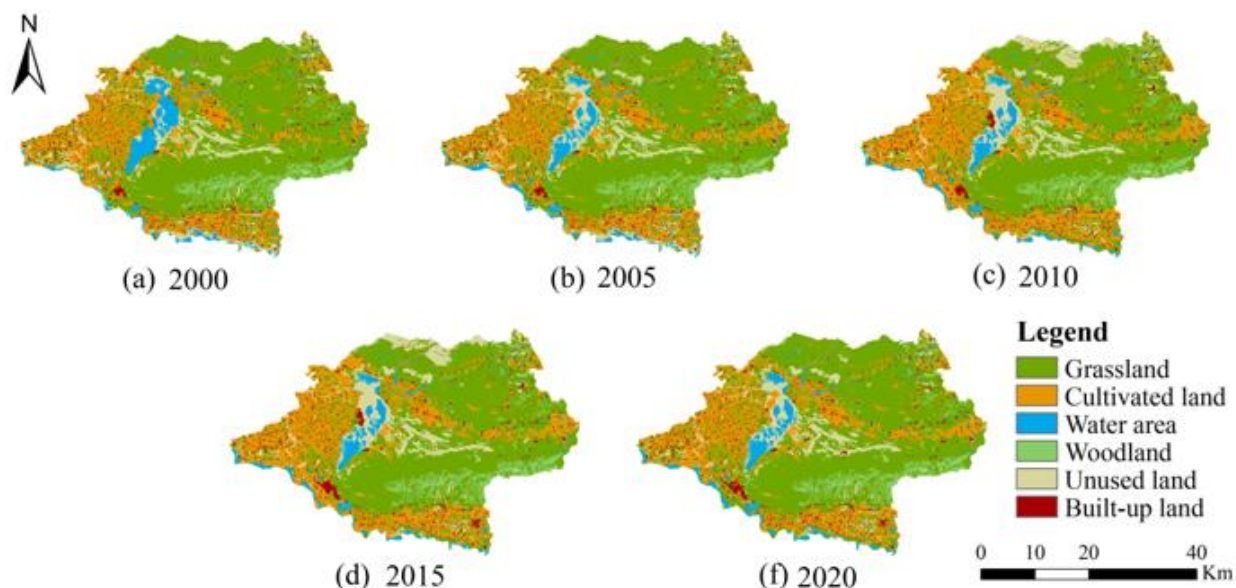 N
(a) 2000
(b) 2005
(c) 2010
(d) 2015
(f) 2020
Legend
Grassland
Cultivated land
Water area
Woodland
Unused land
Built-up land
0 10 20 40
Km